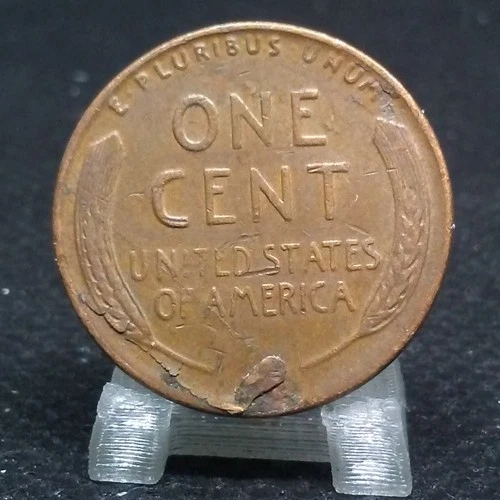 E PLURIBUS UNUM
ONE
CENT
UNITED STATES
OF AMERICA